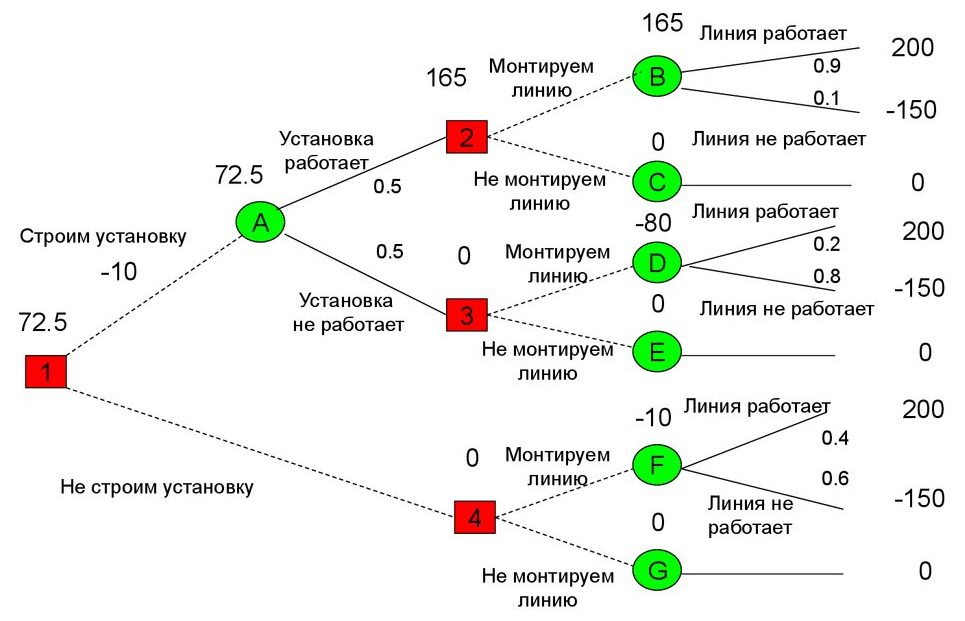 165
Линия работает
200
0.9
165
Монтируем
линию
B
0.1
-150
2
Установка
работает
0
Линия не работает
72.5
0.5
Не монтируем
линию
C
0
A
-80
Линия работает
200
Строим установку
0.5
0
Монтируем
линию
D
0.2
-10
0.8
-150
Установка
не работает
0
Линия не работает
72.5
3
Не монтируем
линию
E
0
1
-10
Линия работает
200
0.4
0
Монтируем
линию
F
0.6
Не строим установку
Линия не
работает
-150
4
0
Не монтируем
линию
G
0